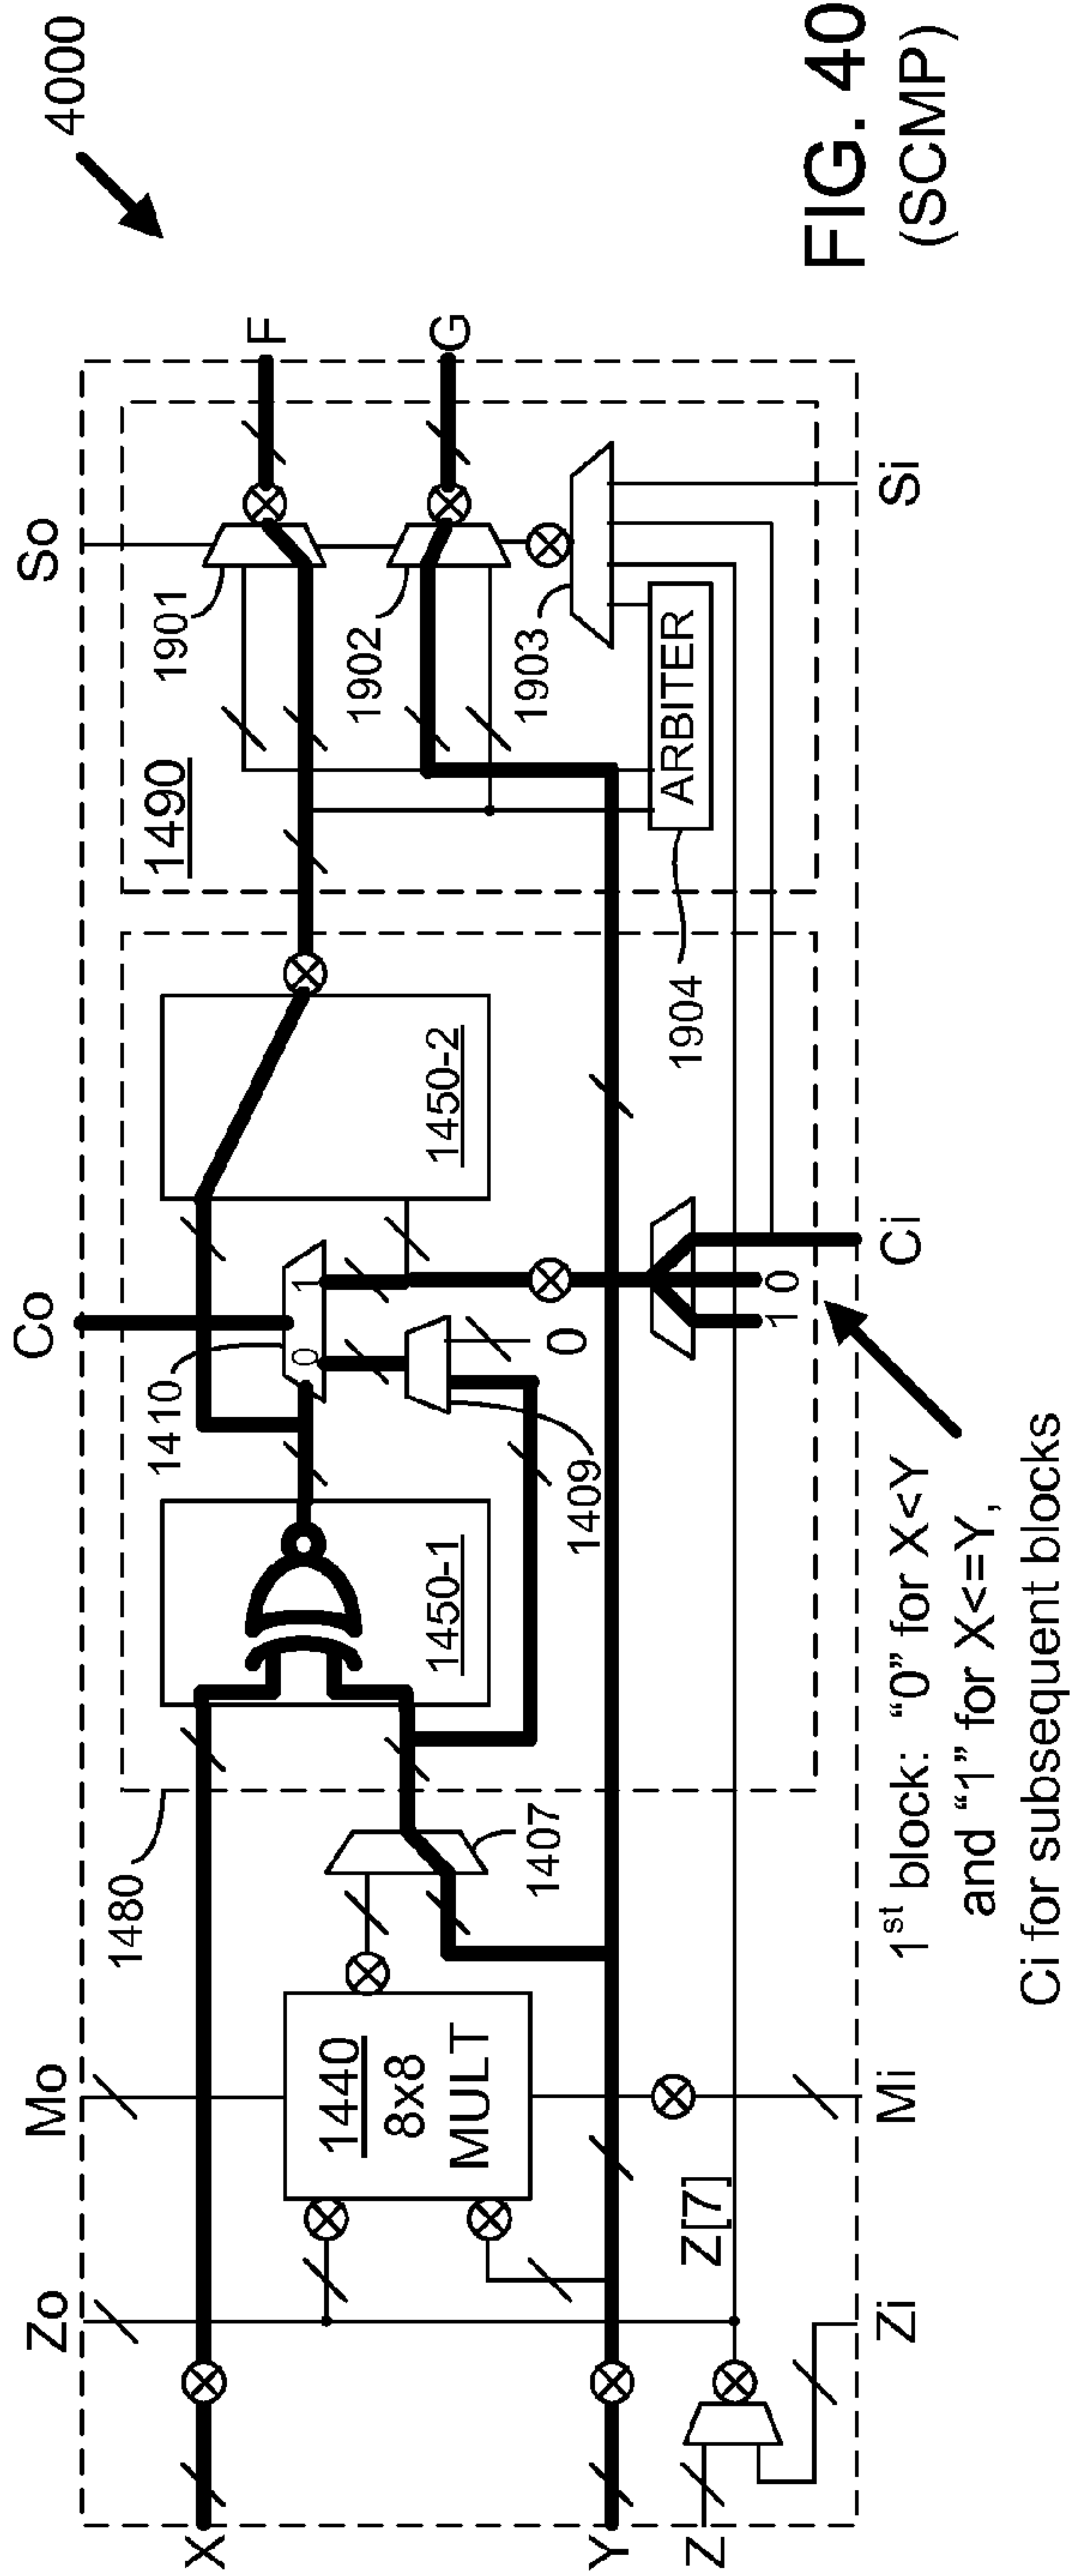 4000
FIG. 40
(SCMP)
Zo
Mo
Co
So
X
Y
Z
Z[7]
1440
8x8
MULT
1407
1480
1450-1
1409
1410
0
1
0
1450-2
1490
1901
1902
1903
1904
ARBITER
F
G
1
0
Zi
Mi
Ci
Si
1st block: “0” for X<Y
and “1” for X<=Y,
Ci for subsequent blocks